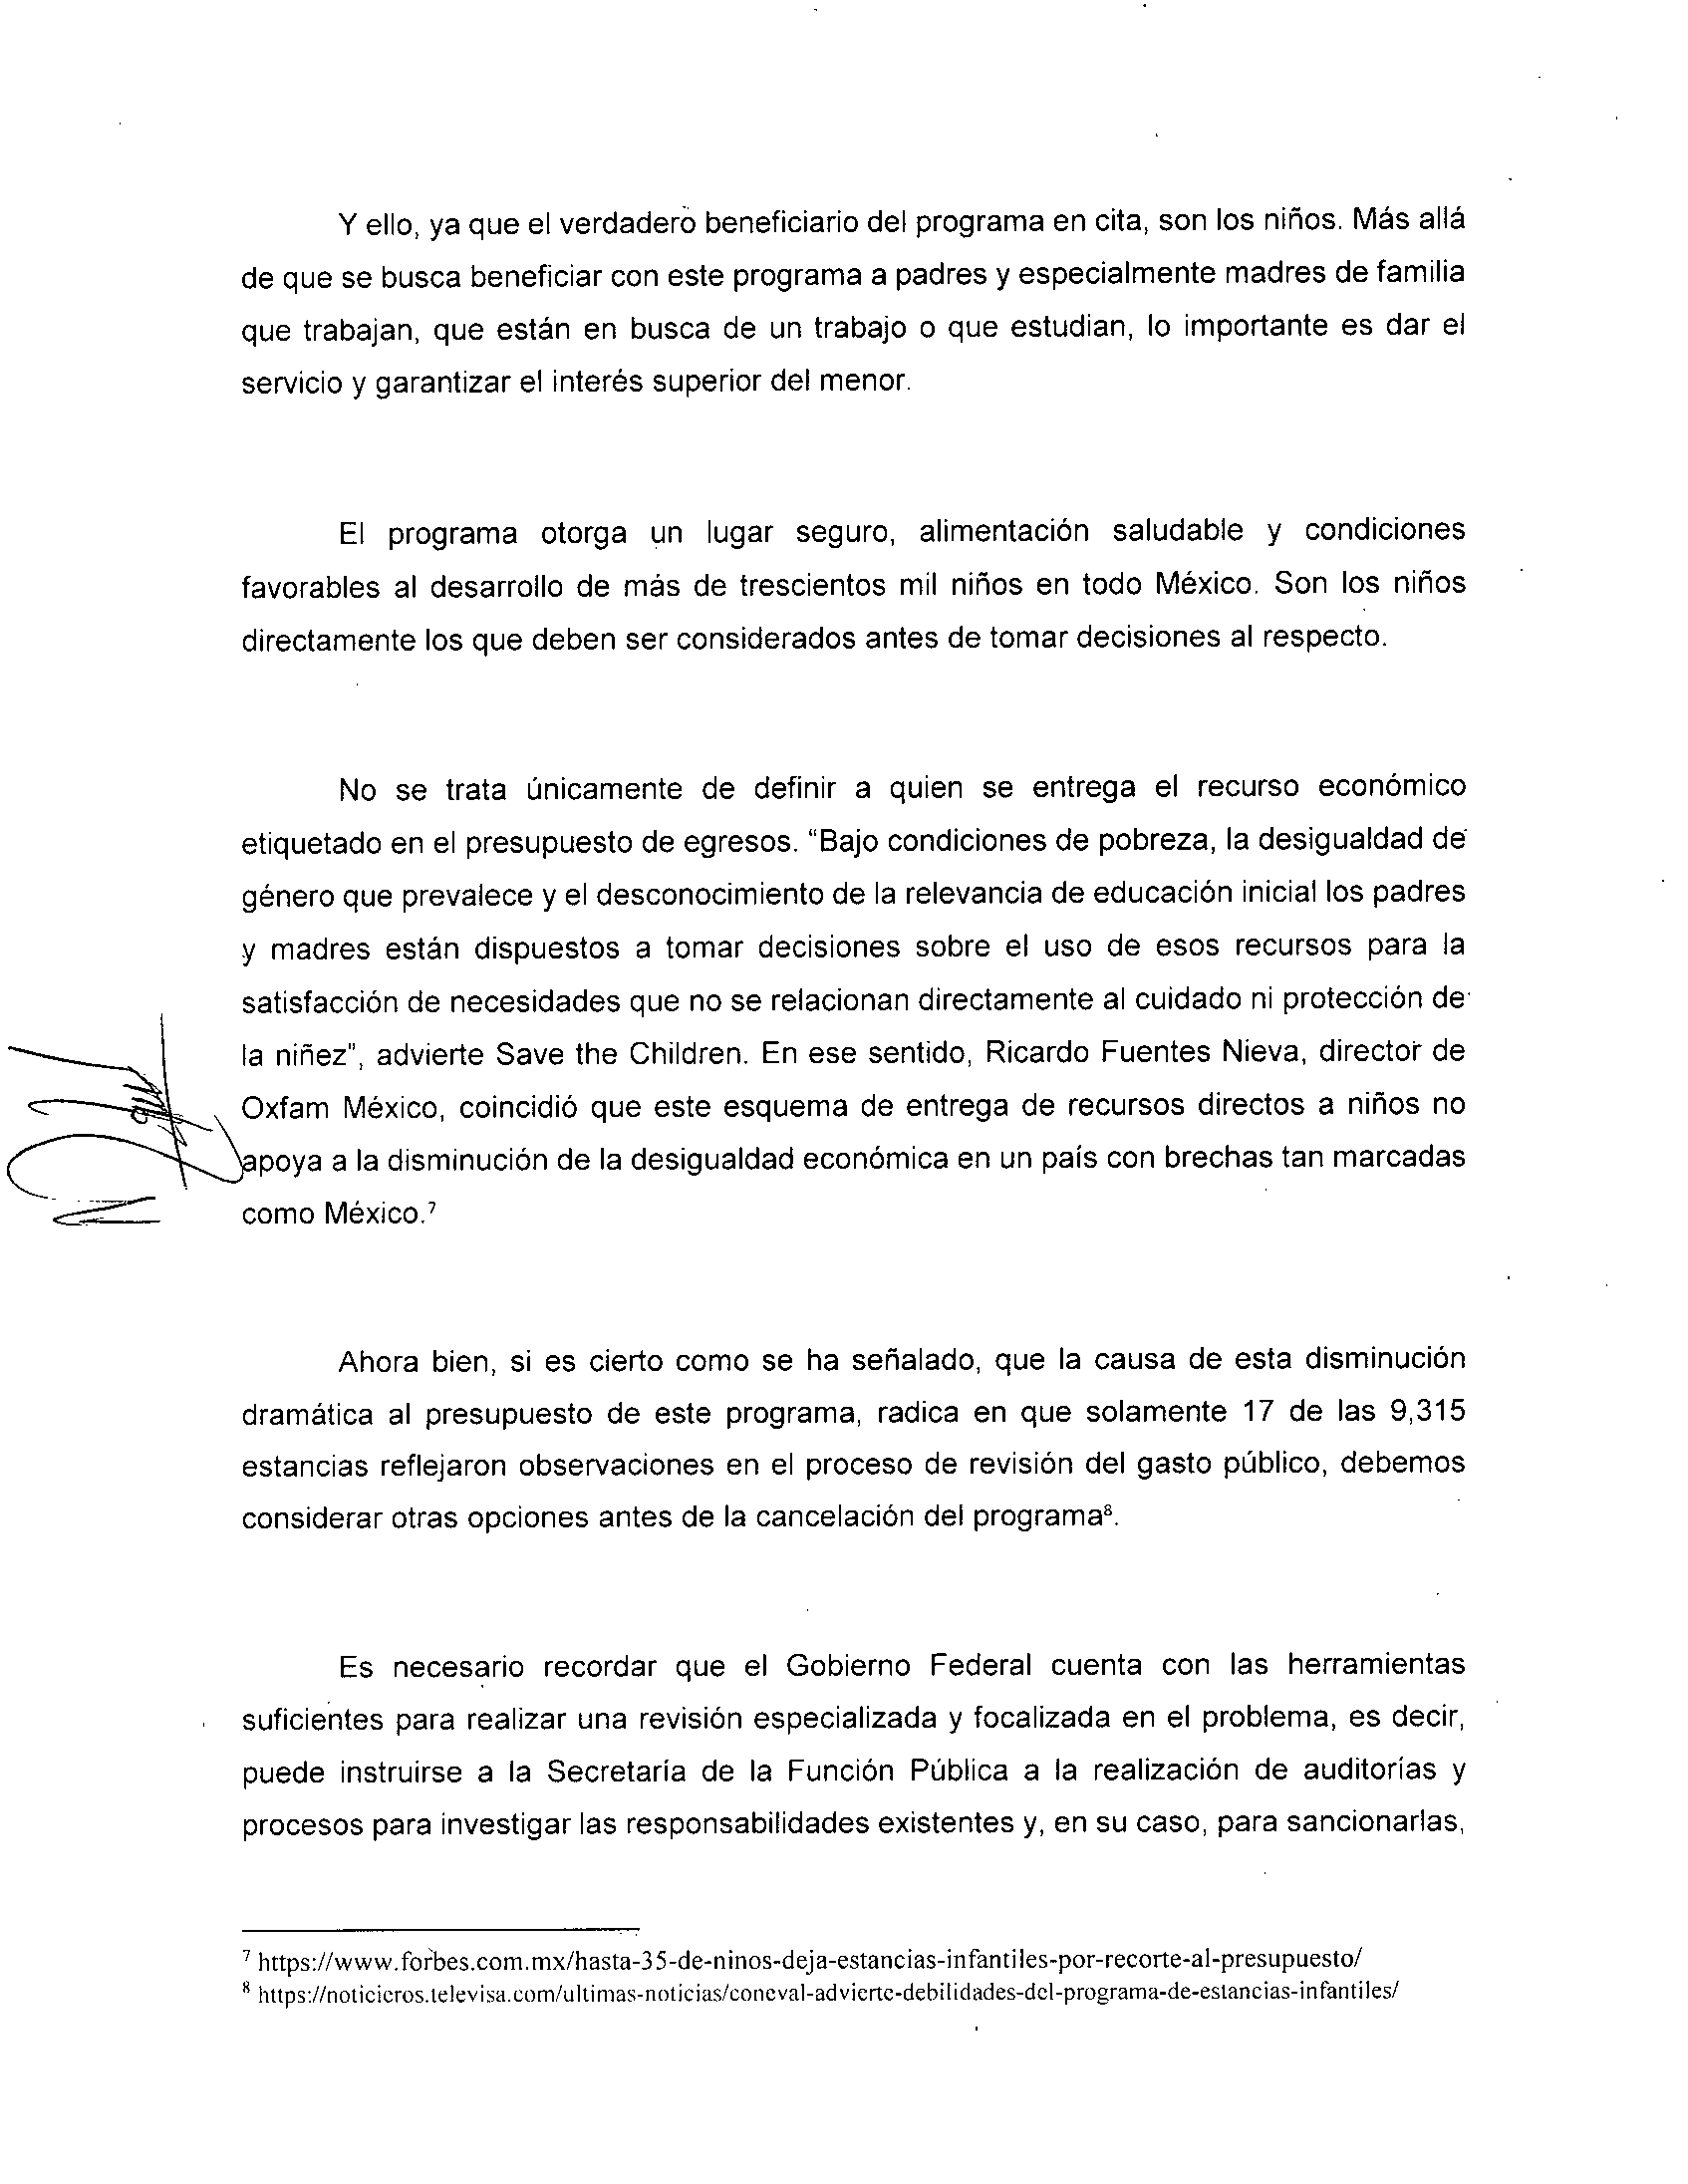 Y ello, ya que el verdadero beneficiario del programa en cita, son los niños. Más allá
de que se busca beneficiar con este programa a padres y especialmente madres de familia
que trabajan, que están en busca de un trabajo o que estudian, lo importante es dar el
servicio y garantizar el interés superior del menor.
El programa otorga un lugar seguro, alimentación saludable y condiciones
favorables al desarrollo de más de trescientos mil niños en todo México. Son los niños
directamente los que deben ser considerados antes de tomar decisiones al respecto.
No se trata únicamente de definir a quien se entrega el recurso económico
etiquetado en el presupuesto de egresos. “Bajo condiciones de pobreza, la desigualdad de
género que prevalece y el desconocimiento de la relevancia de educación inicial los padres
y madres están dispuestos a tomar decisiones sobre el uso de esos recursos para la
satisfacción de necesidades que no se relacionan directamente al cuidado ni protección de
la niñez”, advierte Save the Children. En ese sentido, Ricardo Fuentes Nieva, director de
Oxfam México, coincidió que este esquema de entrega de recursos directos a niños no
apoya a la disminución de la desigualdad económica en un país con brechas tan marcadas
como México.⁷
Ahora bien, si es cierto como se ha señalado, que la causa de esta disminución
dramática al presupuesto de este programa, radica en que solamente 17 de las 9,315
estancias reflejaron observaciones en el proceso de revisión del gasto público, debemos
considerar otras opciones antes de la cancelación del programa⁸.
Es necesario recordar que el Gobierno Federal cuenta con las herramientas
suficientes para realizar una revisión especializada y focalizada en el problema, es decir,
puede instruirse a la Secretaría de la Función Pública a la realización de auditorías y
procesos para investigar las responsabilidades existentes y, en su caso, para sancionarlas,
⁷ https://www.forbes.com.mx/hasta-35-de-ninos-deja-estancias-infantiles-por-recorte-al-presupuesto/
⁸ https://noticieros.televisa.com/ultimas-noticias/coneval-advierte-debilidades-del-programa-de-estancias-infantiles/